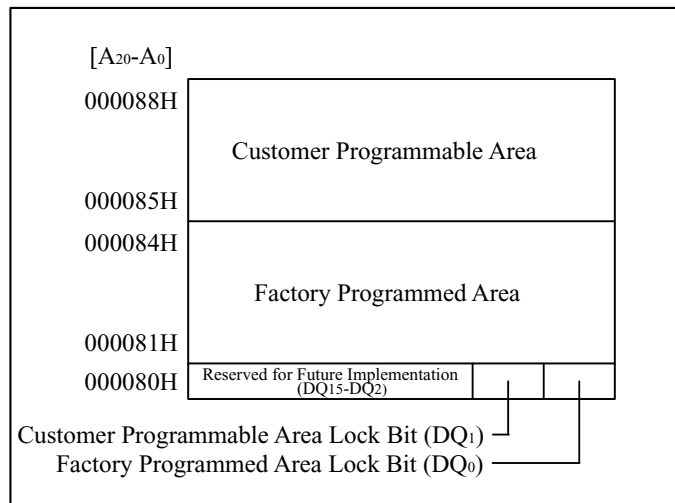 [A20-A0]
000088H
Customer Programmable Area
000085H
000084H
Factory Programmed Area
000081H
000080H
Reserved for Future Implementation
(DQ15-DQ2)
Customer Programmable Area Lock Bit (DQ1)
Factory Programmed Area Lock Bit (DQ0)